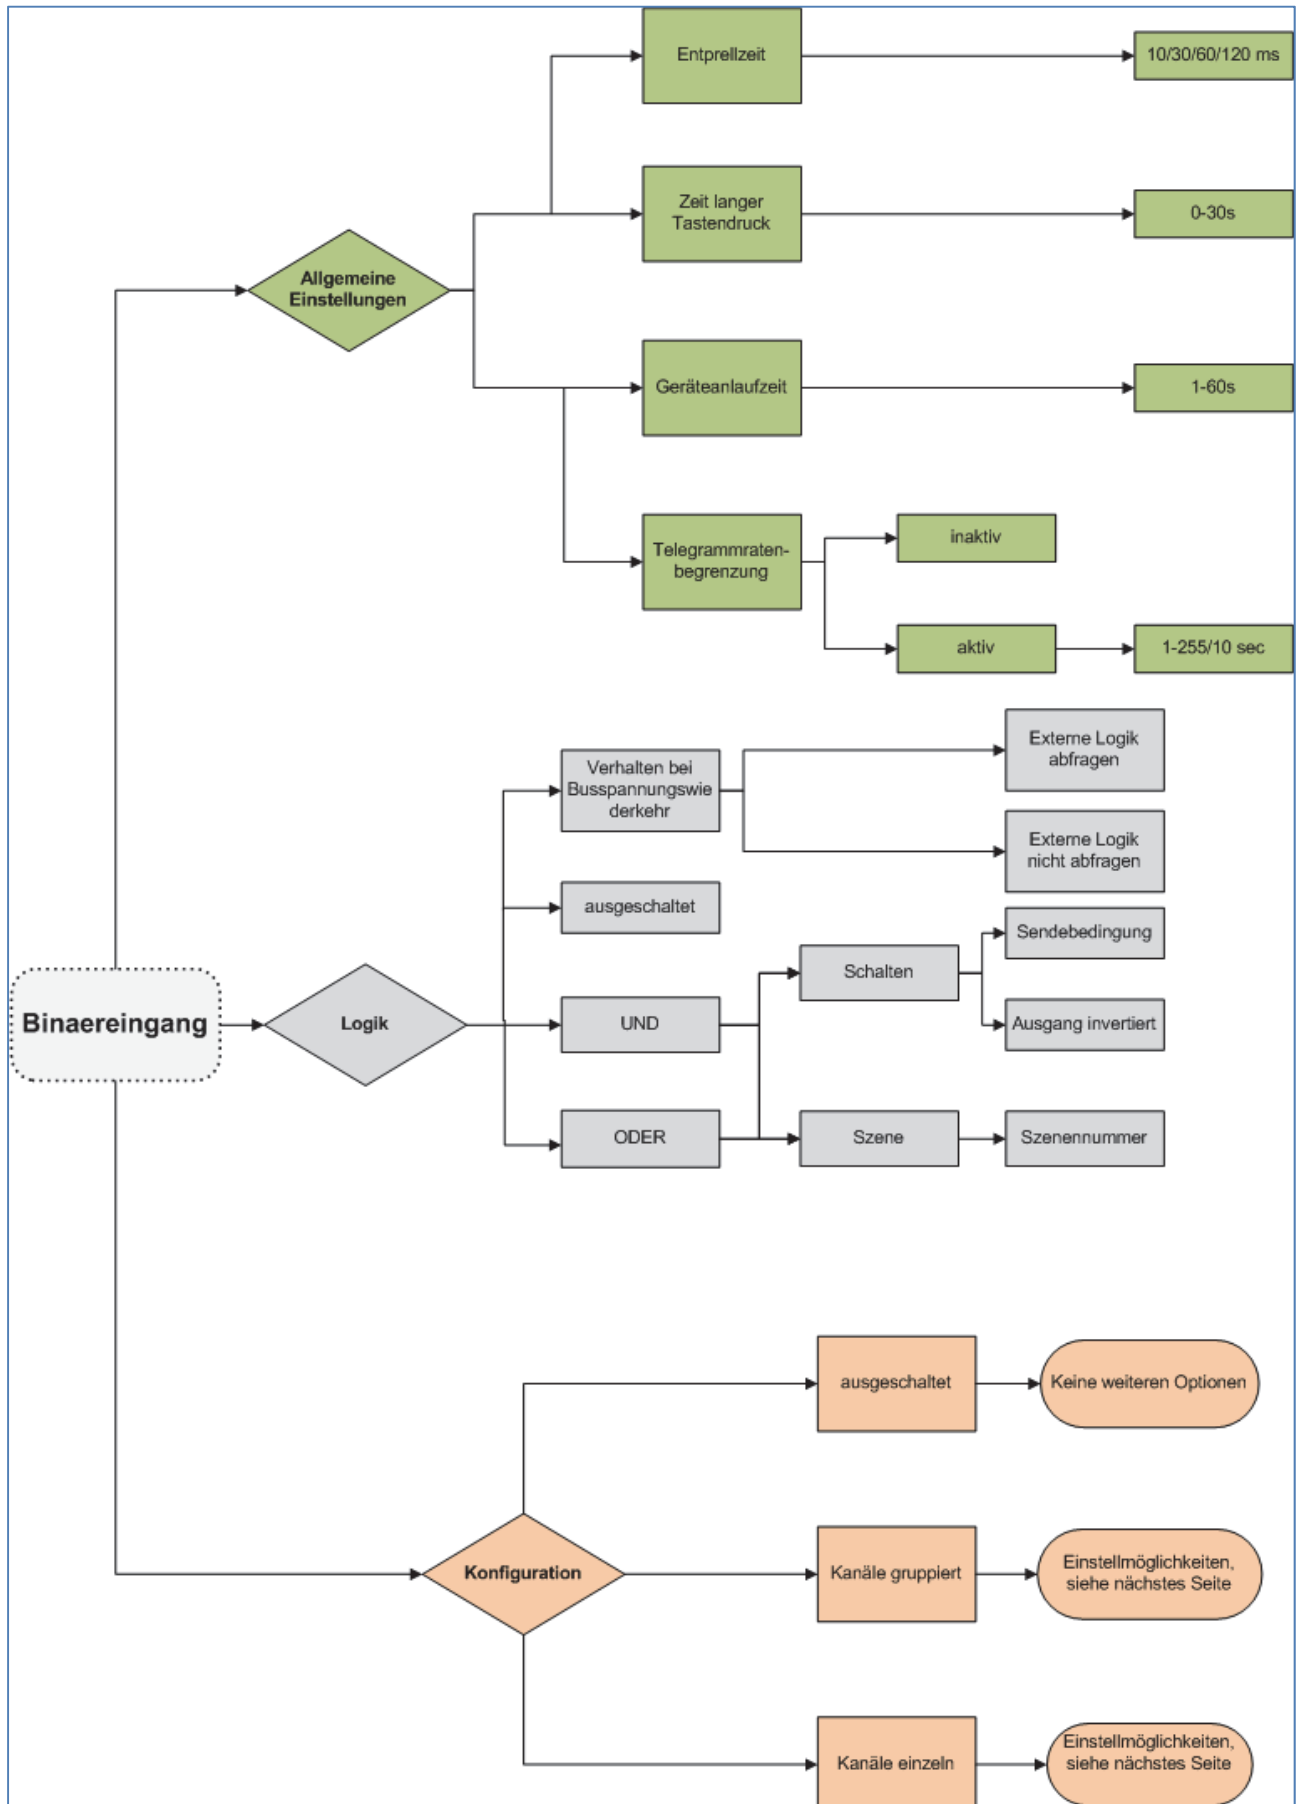 Entprellzeit
10/30/60/120 ms
Zeit langer
Tastendruck
0-30s
Allgemeine
Einstellungen
Geräteanlaufzeit
1-60s
Telegrammraten-
begrenzung
inaktiv
aktiv
1-255/10 sec
Verhalten bei
Busspannungswie
derkehr
Externe Logik
abfragen
Externe Logik
nicht abfragen
ausgeschaltet
Sendebedingung
Schalten
Binaereingang
Logik
UND
Ausgang invertiert
ODER
Szene
Szenennummer
ausgeschaltet
Keine weiteren Optionen
Konfiguration
Kanäle gruppiert
Einstellmöglichkeiten,
siehe nächstes Seite
Kanäle einzeln
Einstellmöglichkeiten,
siehe nächstes Seite